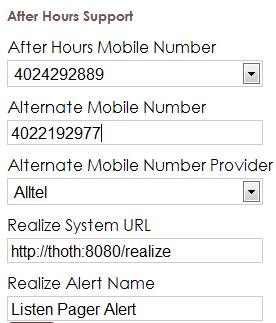 After Hours Support
After Hours Mobile Number
4024292889
Alternate Mobile Number
4022192977
Alternate Mobile Number Provider
Alltel
Realize System URL
http://thoth:8080/realize
Realize Alert Name
Listen Pager Alert